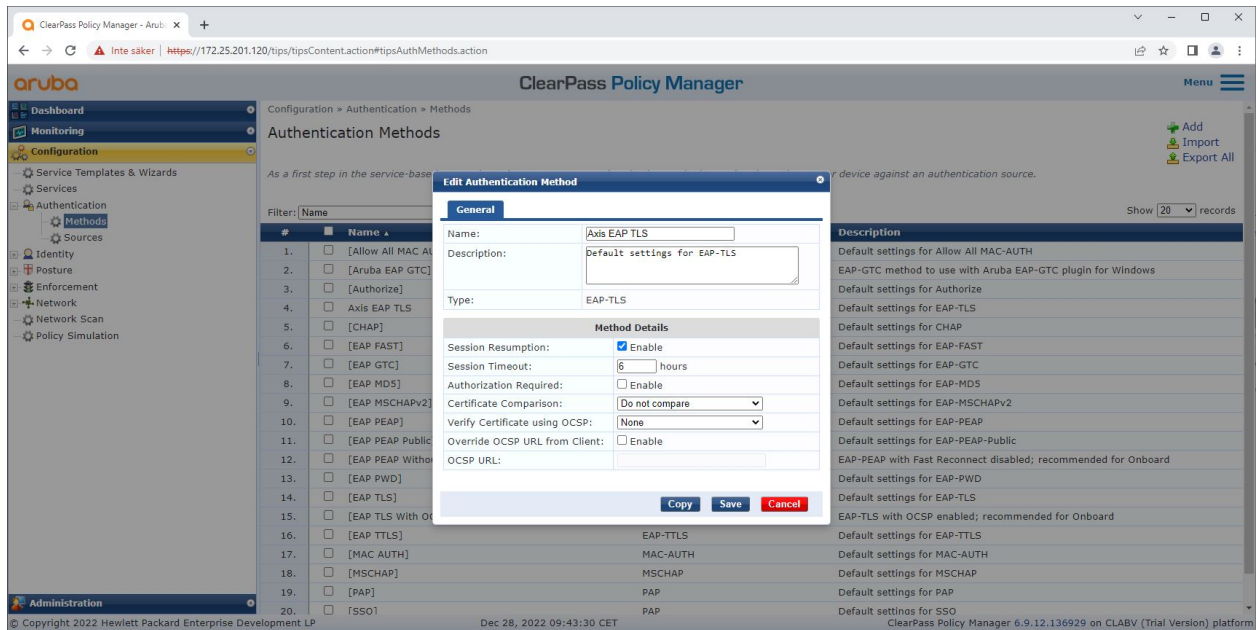 ClearPass Policy Manager - Arub
Inte säker | https://172.25.201.120/tips/tipsContent.action#tipsAuthMethods.action
aruba
ClearPass Policy Manager
Menu
Dashboard
Monitoring
Configuration
Service Templates & Wizards
Services
Authentication
Methods
Sources
Identity
Posture
Enforcement
Network
Network Scan
Policy Simulation
Administration
Configuration » Authentication » Methods
Authentication Methods
Add
Import
Export All
As a first step in the service-base
r device against an authentication source.
Filter: Name
Show 20 records
# Name Description
1. [Allow All MAC AU Default settings for Allow All MAC-AUTH
2. [Aruba EAP GTC] EAP-GTC method to use with Aruba EAP-GTC plugin for Windows
3. [Authorize] Default settings for Authorize
4. Axis EAP TLS Default settings for EAP-TLS
5. [CHAP] Default settings for CHAP
6. [EAP FAST] Default settings for EAP-FAST
7. [EAP GTC] Default settings for EAP-GTC
8. [EAP MD5] Default settings for EAP-MD5
9. [EAP MSCHAPv2] Default settings for EAP-MSCHAPv2
10. [EAP PEAP] Default settings for EAP-PEAP
11. [EAP PEAP Public Default settings for EAP-PEAP-Public
12. [EAP PEAP Withou EAP-PEAP with Fast Reconnect disabled; recommended for Onboard
13. [EAP PWD] Default settings for EAP-PWD
14. [EAP TLS] Default settings for EAP-TLS
15. [EAP TLS With OC EAP-TLS with OCSP enabled; recommended for Onboard
16. [EAP TTLS] EAP-TTLS Default settings for EAP-TTLS
17. [MAC AUTH] MAC-AUTH Default settings for MAC-AUTH
18. [MSCHAP] MSCHAP Default settings for MSCHAP
19. [PAP] PAP Default settings for PAP
20. [SSO] PAP Default settings for SSO
Edit Authentication Method
General
Name: Axis EAP TLS
Description: Default settings for EAP-TLS
Type: EAP-TLS
Method Details
Session Resumption: Enable
Session Timeout: 6 hours
Authorization Required: Enable
Certificate Comparison: Do not compare
Verify Certificate using OCSP: None
Override OCSP URL from Client: Enable
OCSP URL:
Copy Save Cancel
© Copyright 2022 Hewlett Packard Enterprise Development LP Dec 28, 2022 09:43:30 CET ClearPass Policy Manager 6.9.12.136929 on CLABV (Trial Version) platform